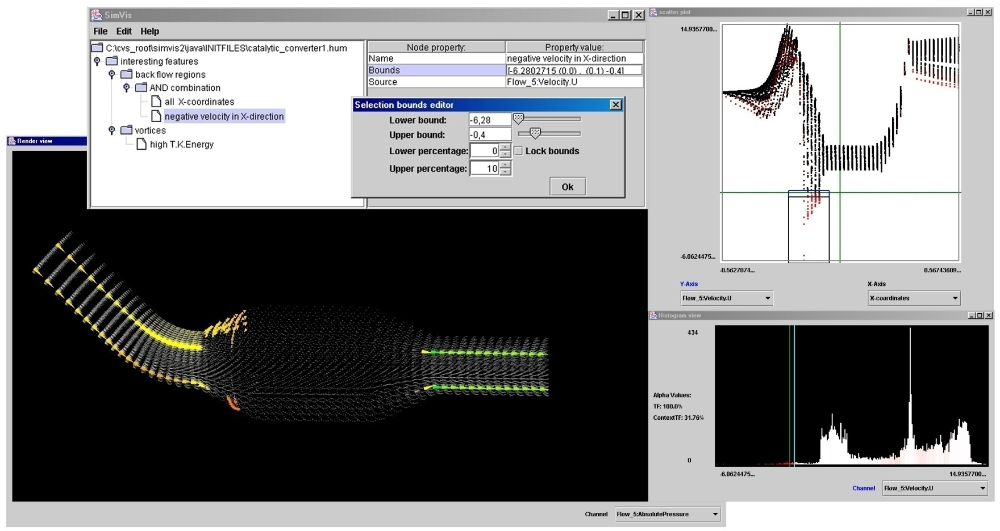 SimVis
File Edit Help
C:\cvs_root\simvis2\java\INITFILES\catalytic_converter1.hum
interesting features
back flow regions
AND combination
all X-coordinates
negative velocity in X-direction
vortices
high T.K.Energy
Node property: Property value:
Name negative velocity in X-direction
Bounds [-6.2802715 (0.0) , (0.1) -0.4]
Source Flow_5:Velocity.U
Selection bounds editor
Lower bound: -6,28
Upper bound: -0,4
Lower percentage: 0 Lock bounds
Upper percentage: 10
Ok
Render view
Channel Flow_5:AbsolutePressure
scatter plot
14.9357700...
-6.0624475...
-0.5627074... 0.56743609...
Y-Axis X-Axis
Flow_5:Velocity.U X-coordinates
Histogram view
434
Alpha Values:
TF: 100.0%
ContextTF: 31.76%
0
-6.0624475... 14.9357700...
Channel Flow_5:Velocity.U